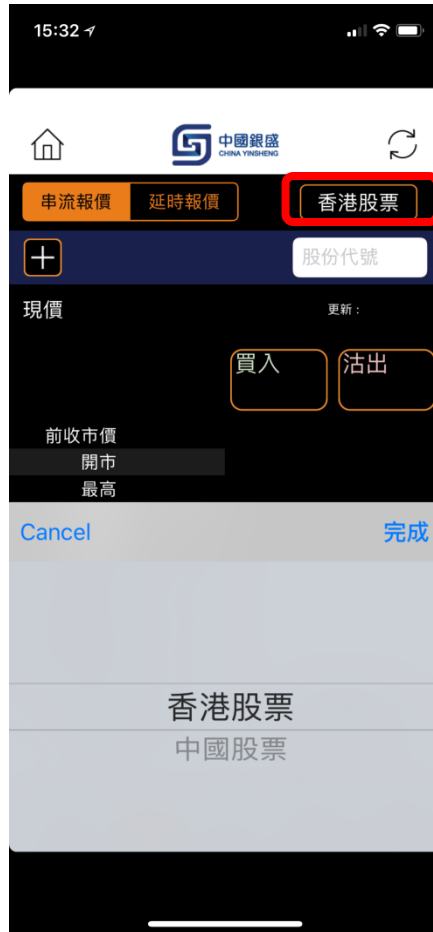 15:32
中國銀盛
CHINA YINSHENG
串流報價 延時報價 香港股票
股份代號
現價 更新：
買入 沽出
前收市價
開市
最高
Cancel 完成
香港股票
中國股票